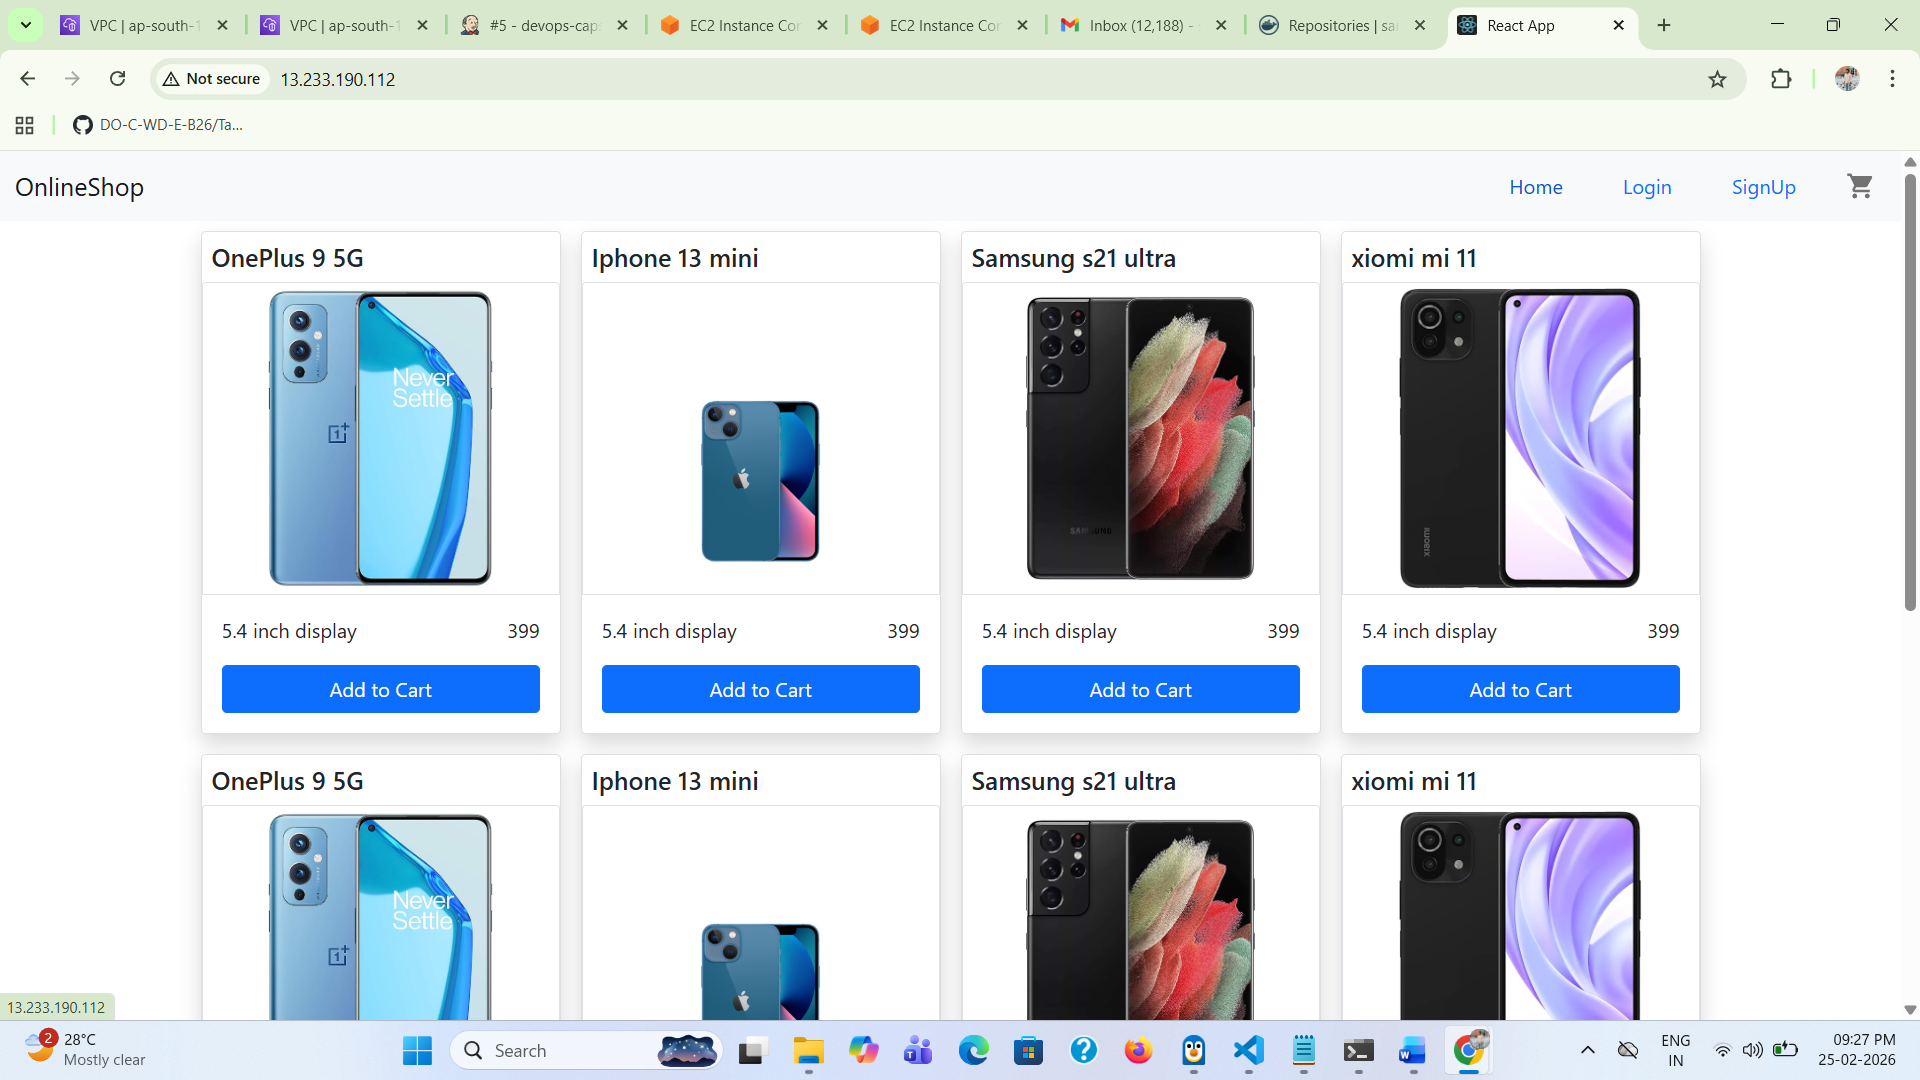 VPC | ap-south-1
VPC | ap-south-1
#5 - devops-cap
EC2 Instance Con
EC2 Instance Con
Inbox (12,188) -
Repositories | sa
React App
Not secure
13.233.190.112
DO-C-WD-E-B26/Ta...
OnlineShop
Home
Login
SignUp
OnePlus 9 5G
Iphone 13 mini
Samsung s21 ultra
xiomi mi 11
Never
Settle
SAMSUNG
xiaomi
5.4 inch display
399
5.4 inch display
399
5.4 inch display
399
5.4 inch display
399
Add to Cart
Add to Cart
Add to Cart
Add to Cart
OnePlus 9 5G
Iphone 13 mini
Samsung s21 ultra
xiomi mi 11
Never
Settle
13.233.190.112
2
28°C
Mostly clear
Search
ENG
IN
09:27 PM
25-02-2026